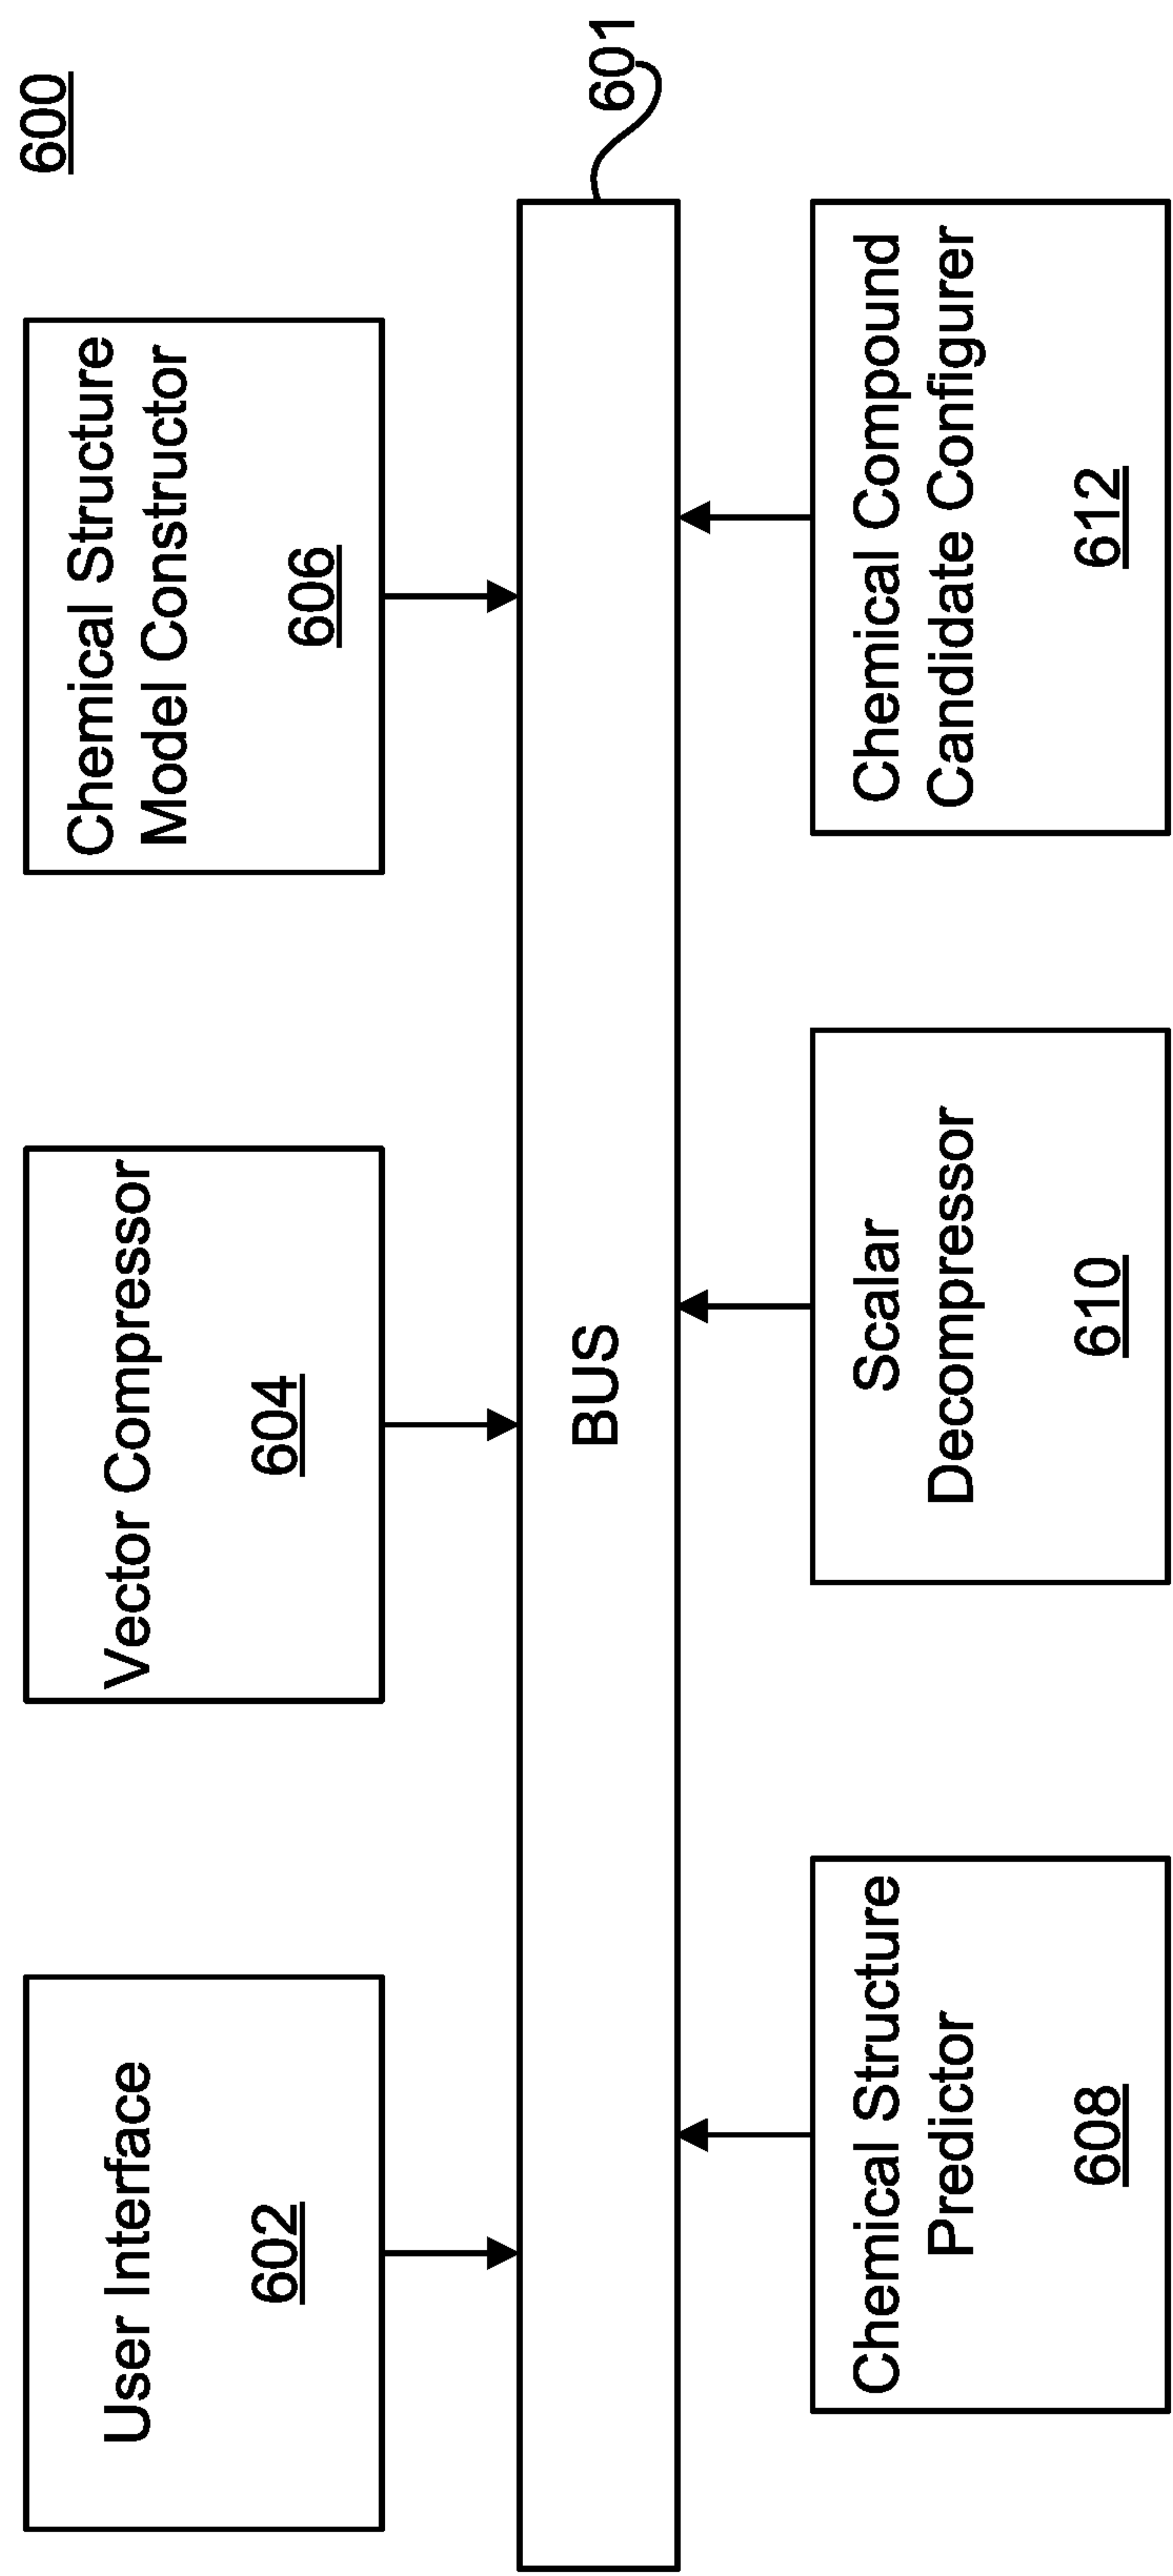 600
User Interface
602
Vector Compressor
604
Chemical Structure
Model Constructor
606
BUS
601
Chemical Structure
Predictor
608
Scalar
Decompressor
610
Chemical Compound
Candidate Configurer
612